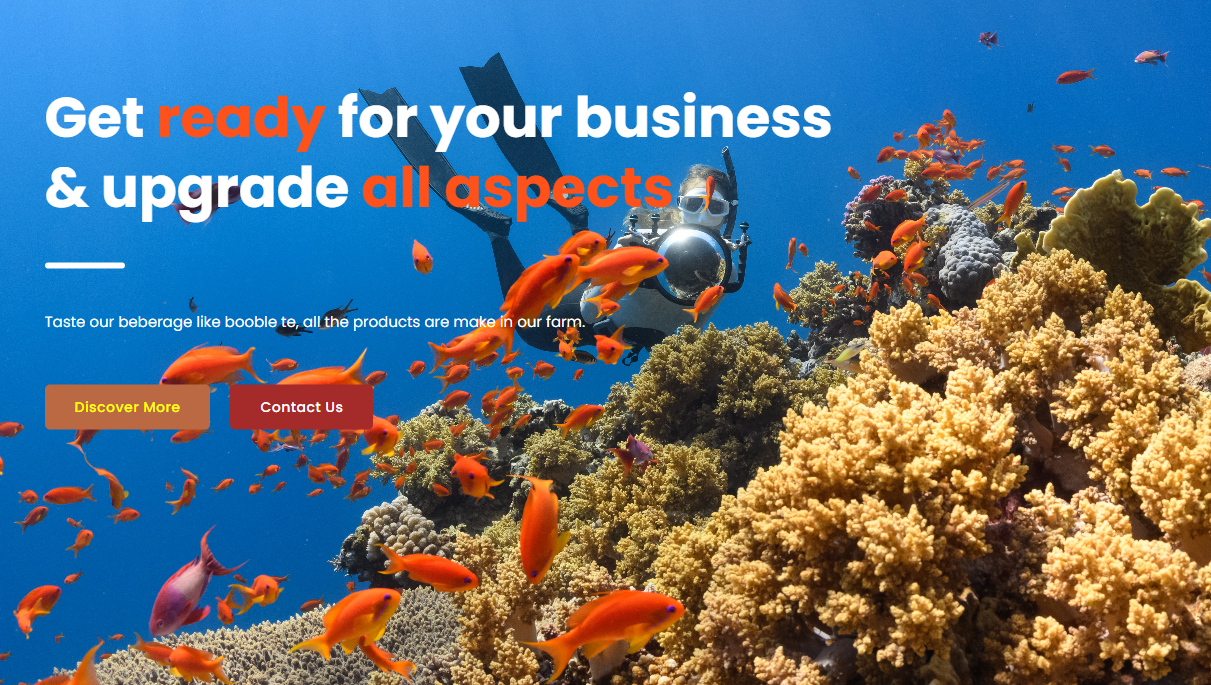 Get ready for your business
& upgrade all aspects
Taste our beberage like booble te, all the products are make in our farm.
Discover More
Contact Us